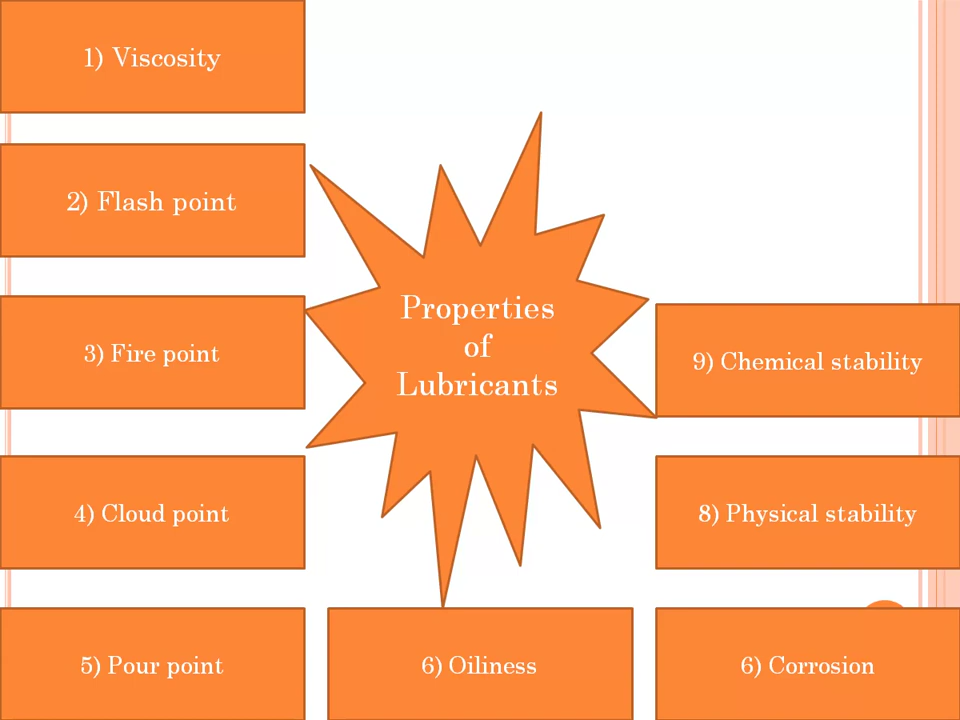 1) Viscosity
2) Flash point
3) Fire point
4) Cloud point
5) Pour point
6) Oiliness
6) Corrosion
8) Physical stability
9) Chemical stability
Properties
of
Lubricants